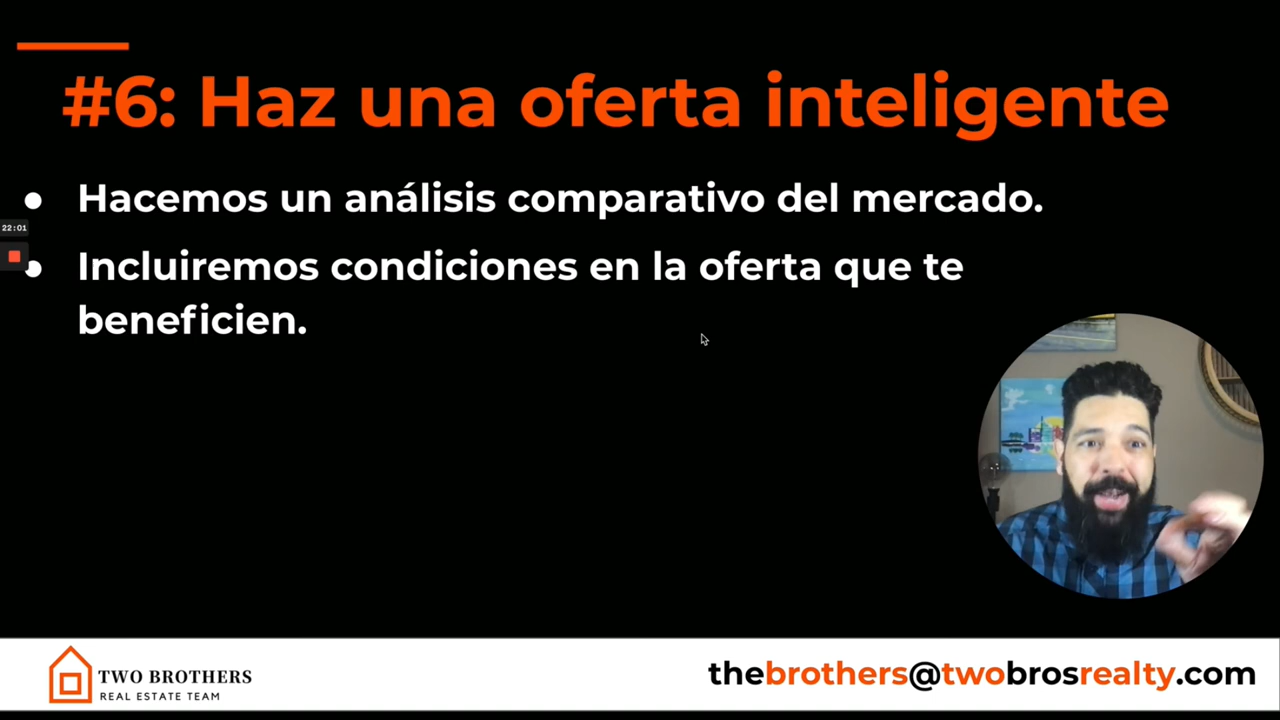 #6: Haz una oferta inteligente
● Hacemos un análisis comparativo del mercado.
22:01
● Incluiremos condiciones en la oferta que te
beneficien.
TWO BROTHERS
REAL ESTATE TEAM
thebrothers@twobrosrealty.com